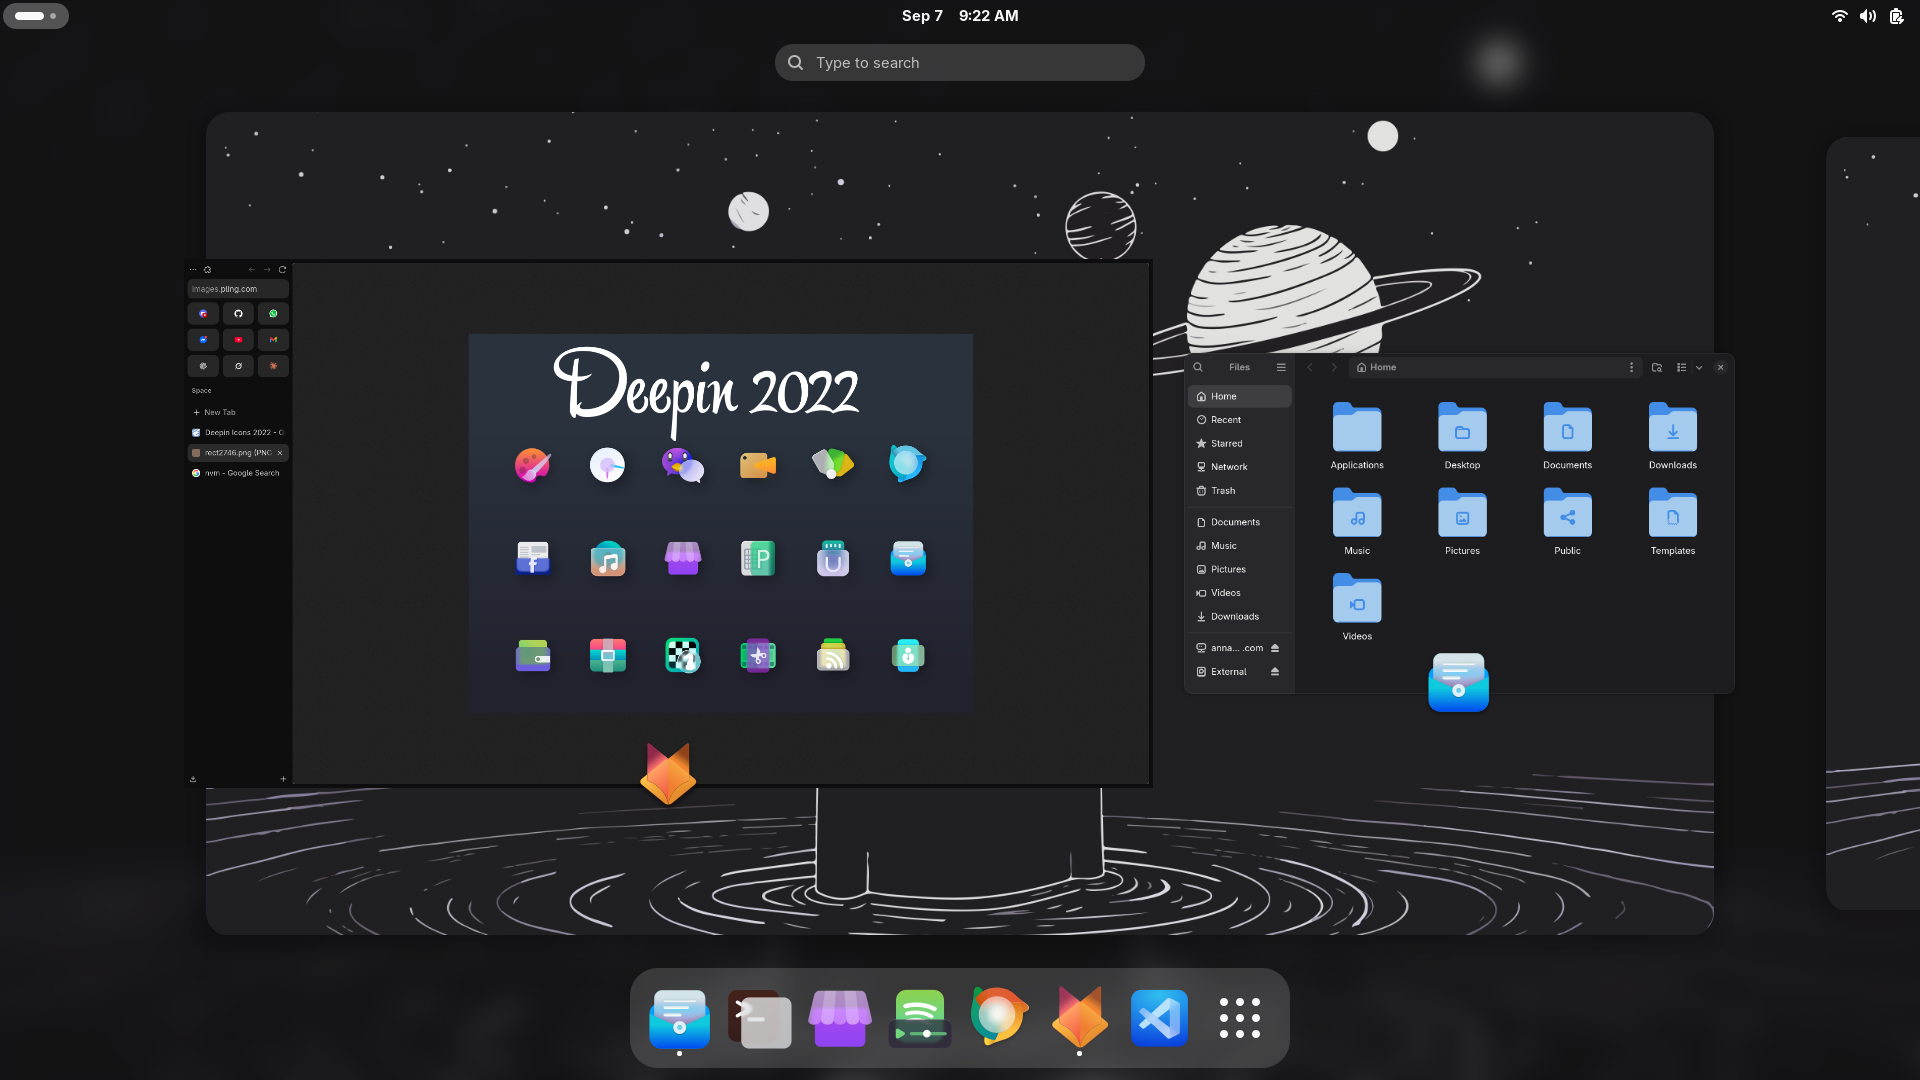 Sep 7 9:22 AM
Type to search
images.pling.com
Space
New Tab
Deepin Icons 2022 - G
rect2746.png (PNG
nvm - Google Search
Deepin 2022
f
P
U
Files
Home
Home
Recent
Starred
Network
Trash
Documents
Music
Pictures
Videos
Downloads
anna... .com
External
Applications
Desktop
Documents
Downloads
Music
Pictures
Public
Templates
Videos